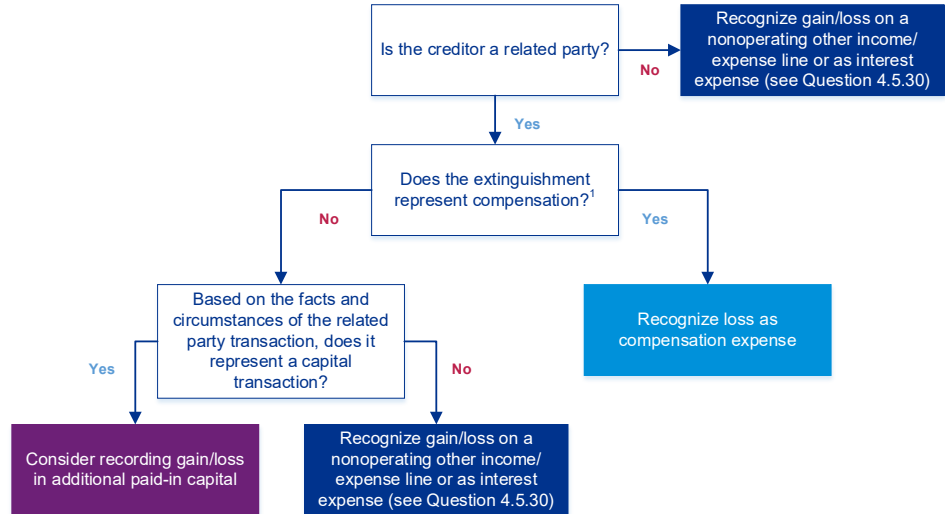 Is the creditor a related party?
No
Recognize gain/loss on a
nonoperating other income/
expense line or as interest
expense (see Question 4.5.30)
Yes
Does the extinguishment
represent compensation?1
No
Yes
Based on the facts and
circumstances of the related
party transaction, does it
represent a capital
transaction?
Recognize loss as
compensation expense
Yes
No
Consider recording gain/loss
in additional paid-in capital
Recognize gain/loss on a
nonoperating other income/
expense line or as interest
expense (see Question 4.5.30)